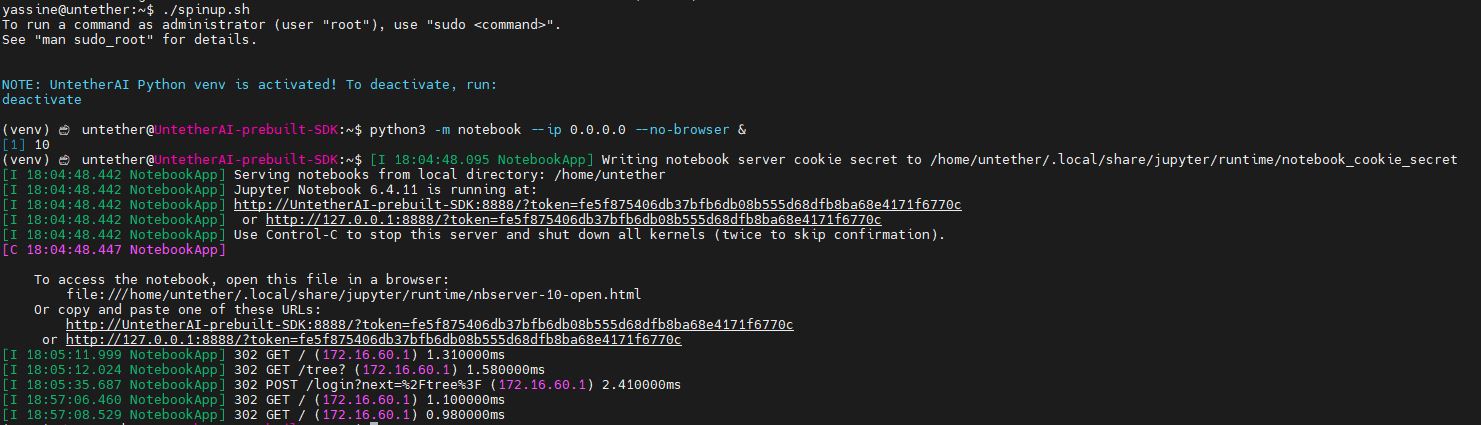 yassine@untether:~$ ./spinup.sh
To run a command as administrator (user "root"), use "sudo <command>".
See "man sudo_root" for details.
NOTE: UntetherAI Python venv is activated! To deactivate, run:
deactivate
(venv) untether@UntetherAI-prebuilt-SDK:~$ python3 -m notebook --ip 0.0.0.0 --no-browser &
[1] 10
(venv) untether@UntetherAI-prebuilt-SDK:~$ [I 18:04:48.095 NotebookApp] Writing notebook server cookie secret to /home/untether/.local/share/jupyter/runtime/notebook_cookie_secret
[I 18:04:48.442 NotebookApp] Serving notebooks from local directory: /home/untether
[I 18:04:48.442 NotebookApp] Jupyter Notebook 6.4.11 is running at:
[I 18:04:48.442 NotebookApp] http://UntetherAI-prebuilt-SDK:8888/?token=fe5f875406db37bfb6db08b555d68dfb8ba68e4171f6770c
[I 18:04:48.442 NotebookApp]  or http://127.0.0.1:8888/?token=fe5f875406db37bfb6db08b555d68dfb8ba68e4171f6770c
[I 18:04:48.442 NotebookApp] Use Control-C to stop this server and shut down all kernels (twice to skip confirmation).
[C 18:04:48.447 NotebookApp]
To access the notebook, open this file in a browser:
file:///home/untether/.local/share/jupyter/runtime/nbserver-10-open.html
Or copy and paste one of these URLs:
http://UntetherAI-prebuilt-SDK:8888/?token=fe5f875406db37bfb6db08b555d68dfb8ba68e4171f6770c
or http://127.0.0.1:8888/?token=fe5f875406db37bfb6db08b555d68dfb8ba68e4171f6770c
[I 18:05:11.999 NotebookApp] 302 GET / (172.16.60.1) 1.310000ms
[I 18:05:12.024 NotebookApp] 302 GET /tree? (172.16.60.1) 1.580000ms
[I 18:05:35.687 NotebookApp] 302 POST /login?next=%2Ftree%3F (172.16.60.1) 2.410000ms
[I 18:57:06.460 NotebookApp] 302 GET / (172.16.60.1) 1.100000ms
[I 18:57:08.529 NotebookApp] 302 GET / (172.16.60.1) 0.980000ms